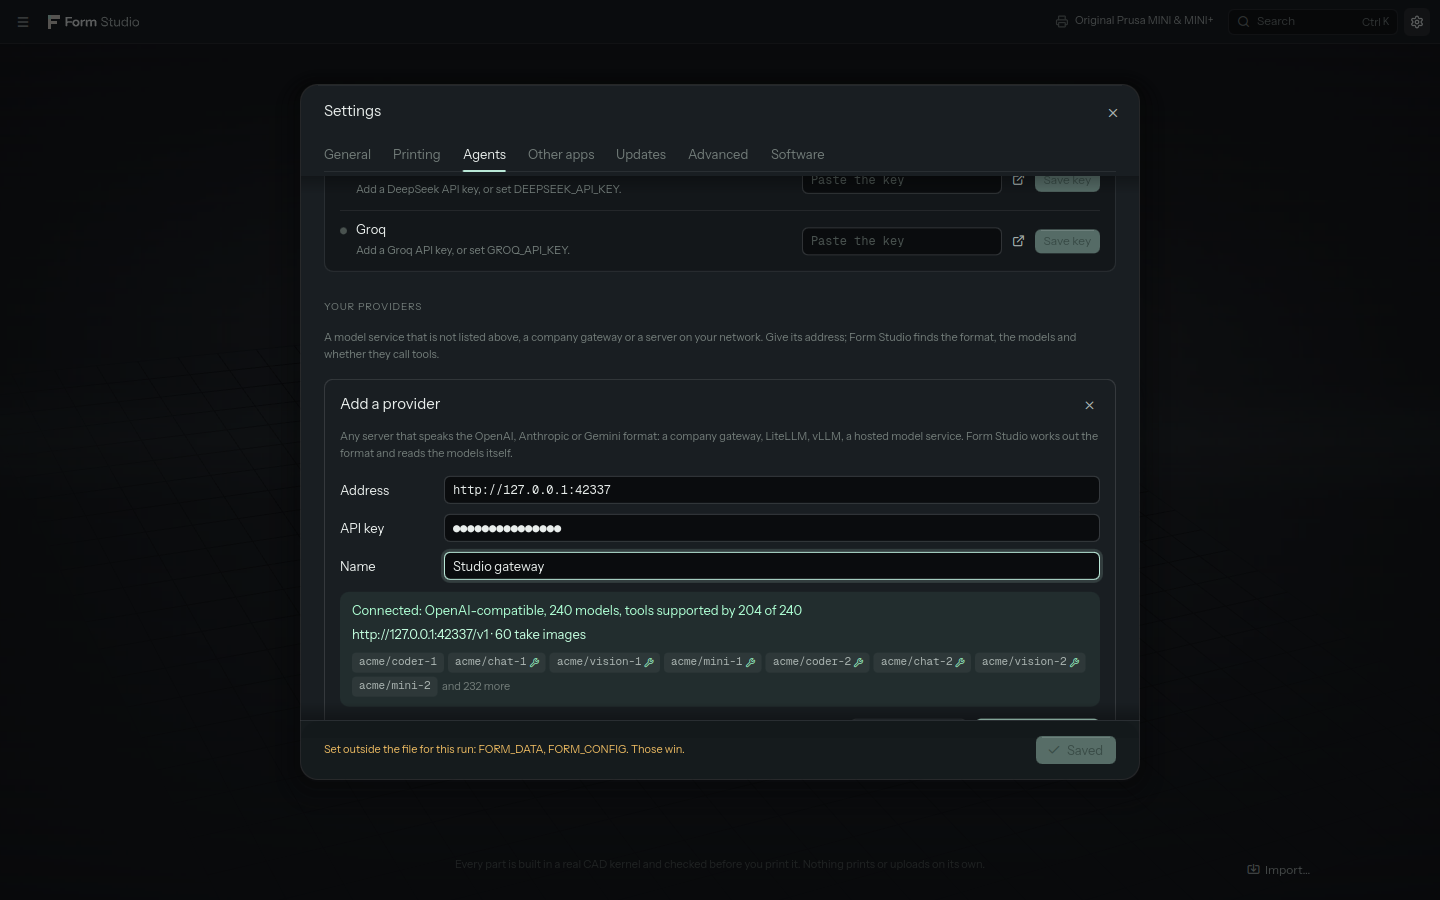 Form Studio
Original Prusa MINI & MINI+
Search
Ctrl K
Settings
General
Printing
Agents
Other apps
Updates
Advanced
Software
Add a DeepSeek API key, or set DEEPSEEK_API_KEY.
Paste the key
Save key
Groq
Add a Groq API key, or set GROQ_API_KEY.
Paste the key
Save key
YOUR PROVIDERS
A model service that is not listed above, a company gateway or a server on your network. Give its address; Form Studio finds the format, the models and
whether they call tools.
Add a provider
Any server that speaks the OpenAI, Anthropic or Gemini format: a company gateway, LiteLLM, vLLM, a hosted model service. Form Studio works out the
format and reads the models itself.
Address
http://127.0.0.1:42337
API key
●●●●●●●●●●●●●●●
Name
Studio gateway
Connected: OpenAI-compatible, 240 models, tools supported by 204 of 240
http://127.0.0.1:42337/v1 · 60 take images
acme/coder-1
acme/chat-1
acme/vision-1
acme/mini-1
acme/coder-2
acme/chat-2
acme/vision-2
acme/mini-2
and 232 more
Set outside the file for this run: FORM_DATA, FORM_CONFIG. Those win.
Saved
Every part is built in a real CAD kernel and checked before you print it. Nothing prints or uploads on its own.
Import...